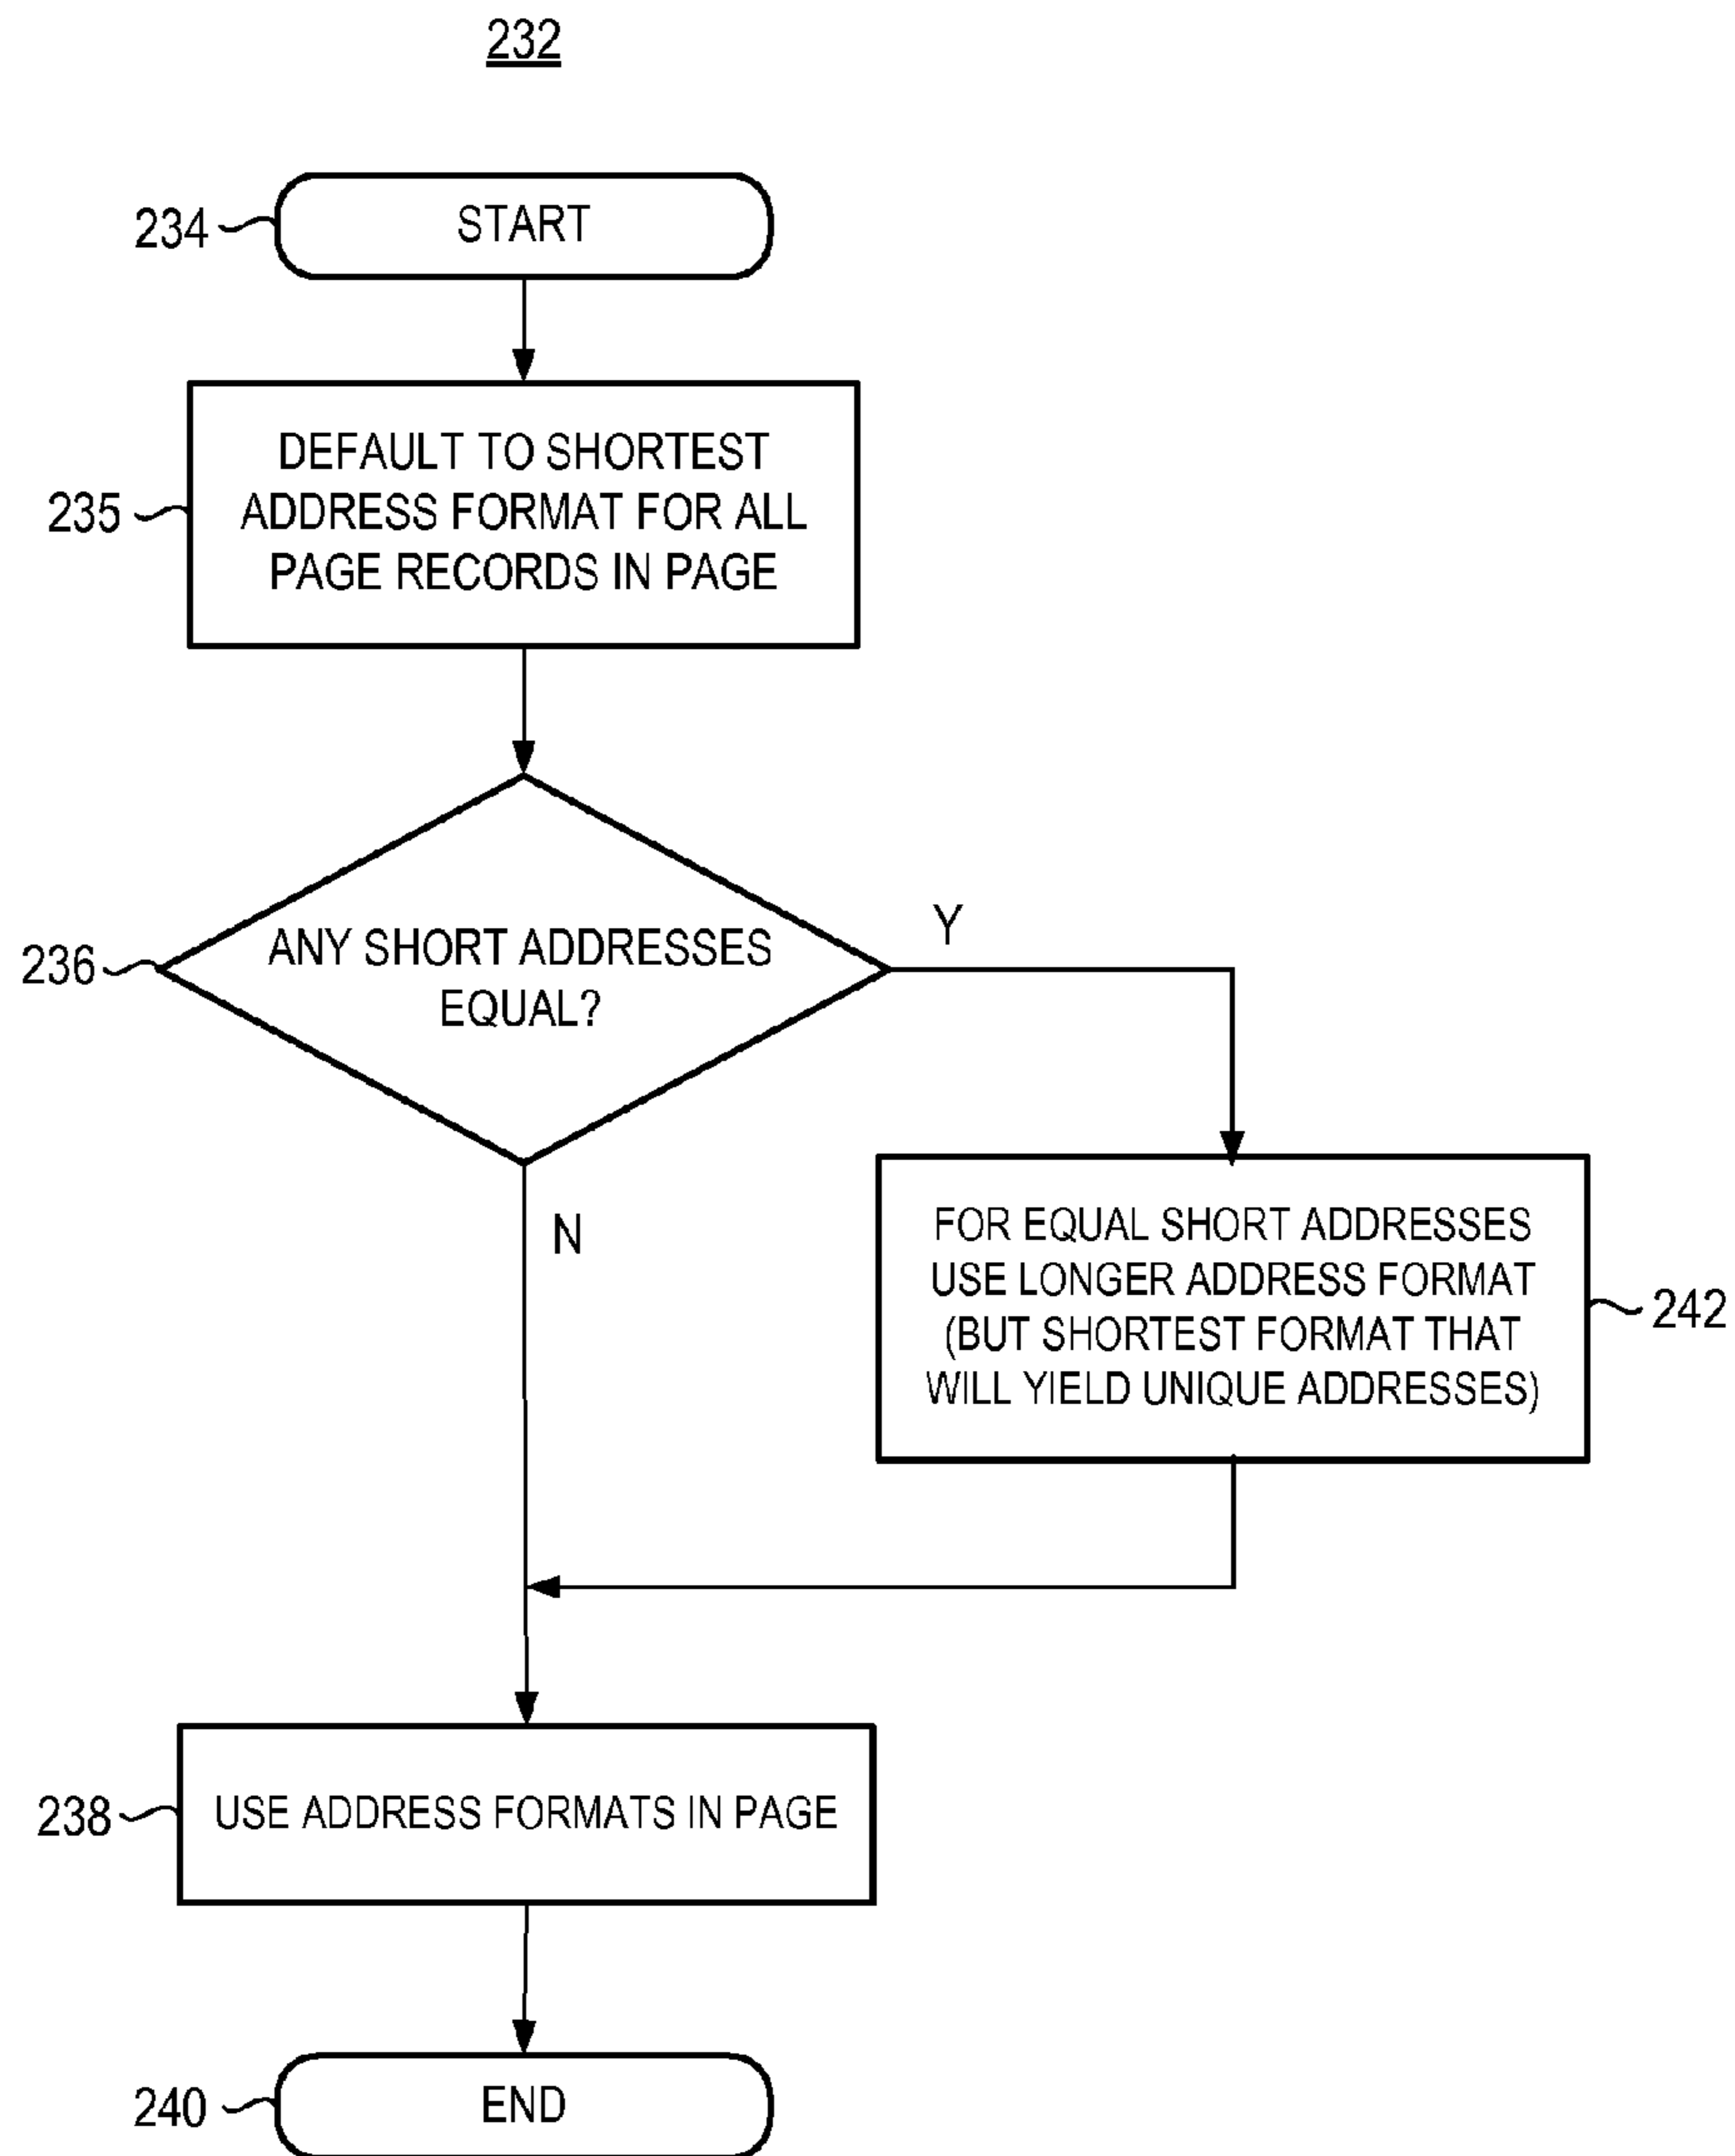 232
234
START
235
DEFAULT TO SHORTEST
ADDRESS FORMAT FOR ALL
PAGE RECORDS IN PAGE
236
ANY SHORT ADDRESSES
EQUAL?
Y
N
FOR EQUAL SHORT ADDRESSES
USE LONGER ADDRESS FORMAT
(BUT SHORTEST FORMAT THAT
WILL YIELD UNIQUE ADDRESSES)
242
238
USE ADDRESS FORMATS IN PAGE
240
END